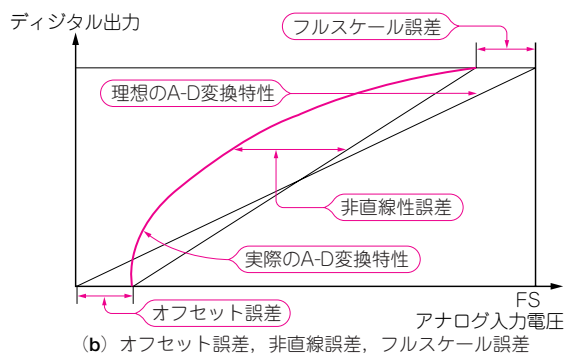 ディジタル出力
フルスケール誤差
理想のA-D変換特性
非直線性誤差
実際のA-D変換特性
オフセット誤差
FS
アナログ入力電圧
(b) オフセット誤差,非直線誤差,フルスケール誤差